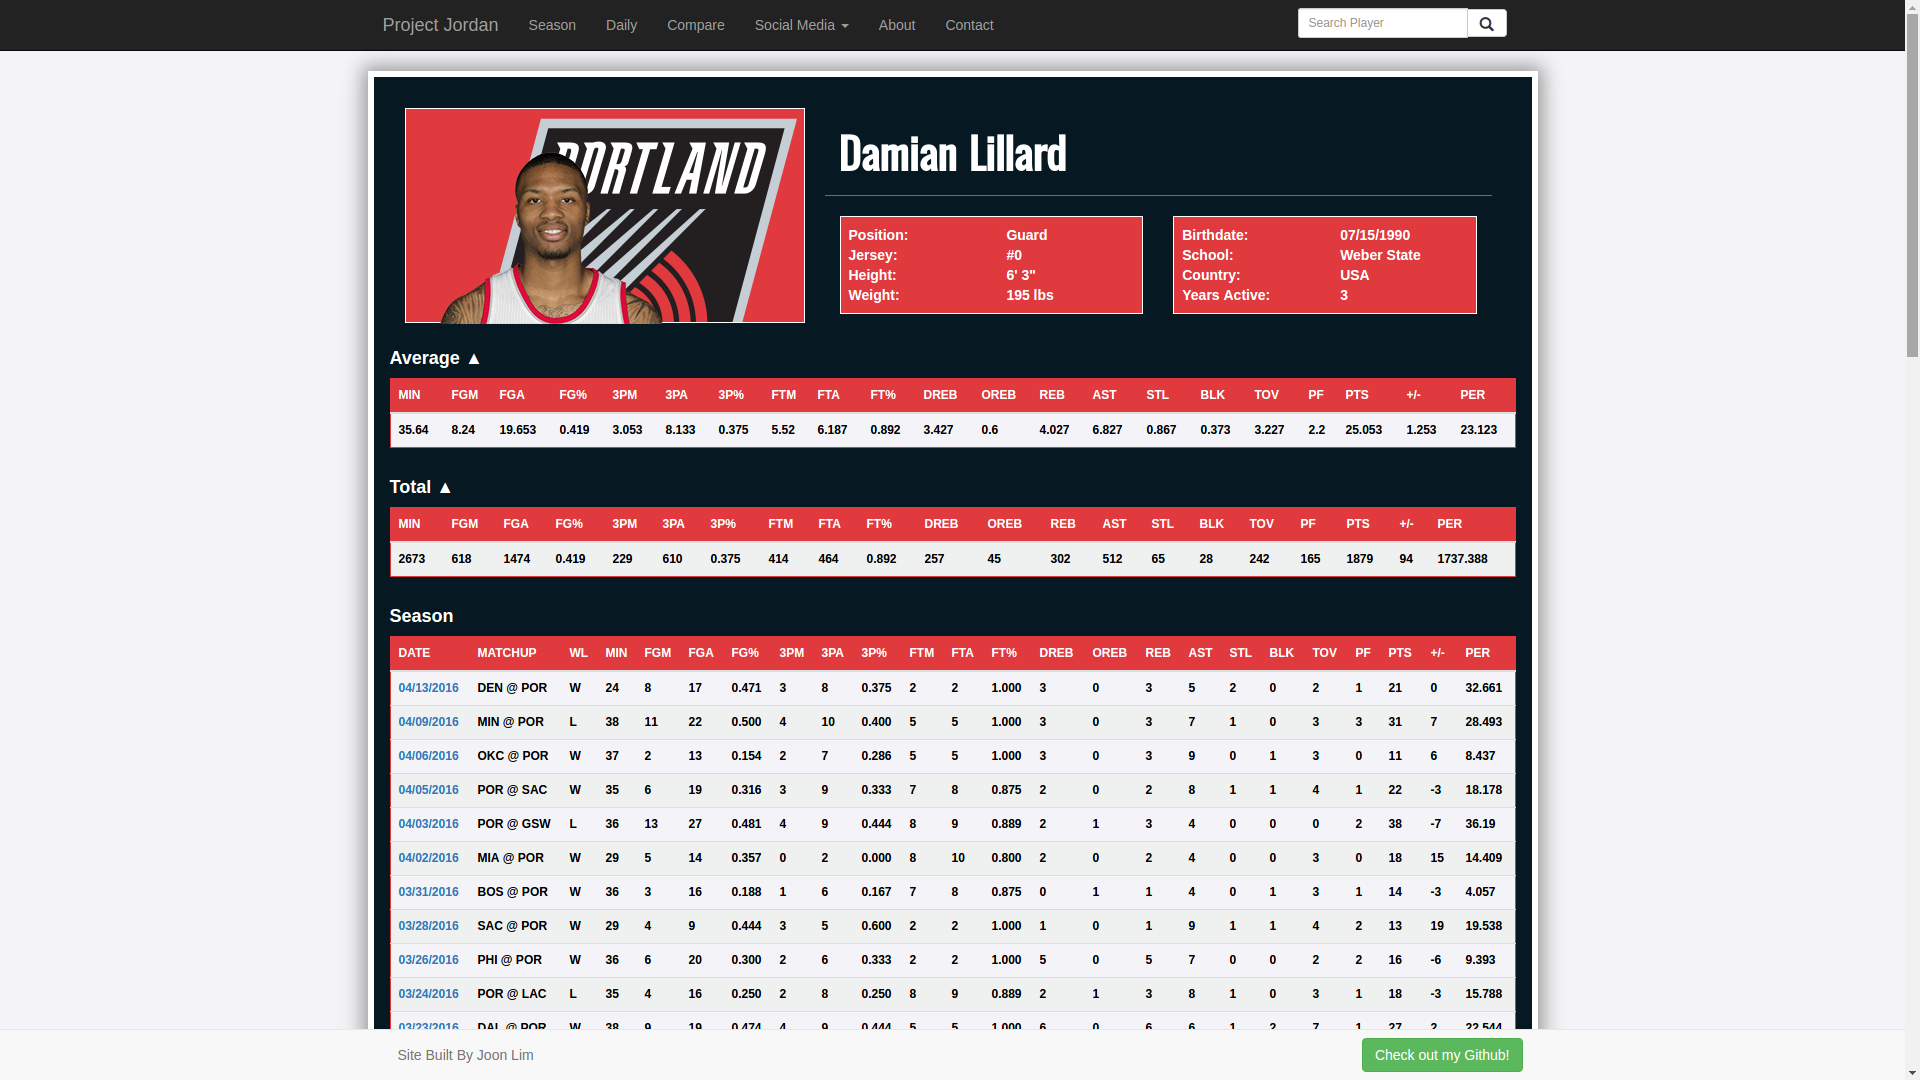 Project Jordan Season Daily Compare Social Media About Contact Search Player
PORTLAND
Damian Lillard
Position: Guard
Jersey: #0
Height: 6' 3"
Weight: 195 lbs
Birthdate: 07/15/1990
School: Weber State
Country: USA
Years Active: 3
Average ▲
MIN FGM FGA FG% 3PM 3PA 3P% FTM FTA FT% DREB OREB REB AST STL BLK TOV PF PTS +/- PER
35.64 8.24 19.653 0.419 3.053 8.133 0.375 5.52 6.187 0.892 3.427 0.6 4.027 6.827 0.867 0.373 3.227 2.2 25.053 1.253 23.123
Total ▲
MIN FGM FGA FG% 3PM 3PA 3P% FTM FTA FT% DREB OREB REB AST STL BLK TOV PF PTS +/- PER
2673 618 1474 0.419 229 610 0.375 414 464 0.892 257 45 302 512 65 28 242 165 1879 94 1737.388
Season
DATE MATCHUP WL MIN FGM FGA FG% 3PM 3PA 3P% FTM FTA FT% DREB OREB REB AST STL BLK TOV PF PTS +/- PER
04/13/2016 DEN @ POR W 24 8 17 0.471 3 8 0.375 2 2 1.000 3 0 3 5 2 0 2 1 21 0 32.661
04/09/2016 MIN @ POR L 38 11 22 0.500 4 10 0.400 5 5 1.000 3 0 3 7 1 0 3 3 31 7 28.493
04/06/2016 OKC @ POR W 37 2 13 0.154 2 7 0.286 5 5 1.000 3 0 3 9 0 1 3 0 11 6 8.437
04/05/2016 POR @ SAC W 35 6 19 0.316 3 9 0.333 7 8 0.875 2 0 2 8 1 1 4 1 22 -3 18.178
04/03/2016 POR @ GSW L 36 13 27 0.481 4 9 0.444 8 9 0.889 2 1 3 4 0 0 0 2 38 -7 36.19
04/02/2016 MIA @ POR W 29 5 14 0.357 0 2 0.000 8 10 0.800 2 0 2 4 0 0 3 0 18 15 14.409
03/31/2016 BOS @ POR W 36 3 16 0.188 1 6 0.167 7 8 0.875 0 1 1 4 0 1 3 1 14 -3 4.057
03/28/2016 SAC @ POR W 29 4 9 0.444 3 5 0.600 2 2 1.000 1 0 1 9 1 1 4 2 13 19 19.538
03/26/2016 PHI @ POR W 36 6 20 0.300 2 6 0.333 2 2 1.000 5 0 5 7 0 0 2 2 16 -6 9.393
03/24/2016 POR @ LAC L 35 4 16 0.250 2 8 0.250 8 9 0.889 2 1 3 8 1 0 3 1 18 -3 15.788
03/23/2016 DAL @ POR W 38 9 19 0.474 4 9 0.444 5 5 1.000 6 0 6 6 1 2 7 1 27 2 22.544
Site Built By Joon Lim Check out my Github!